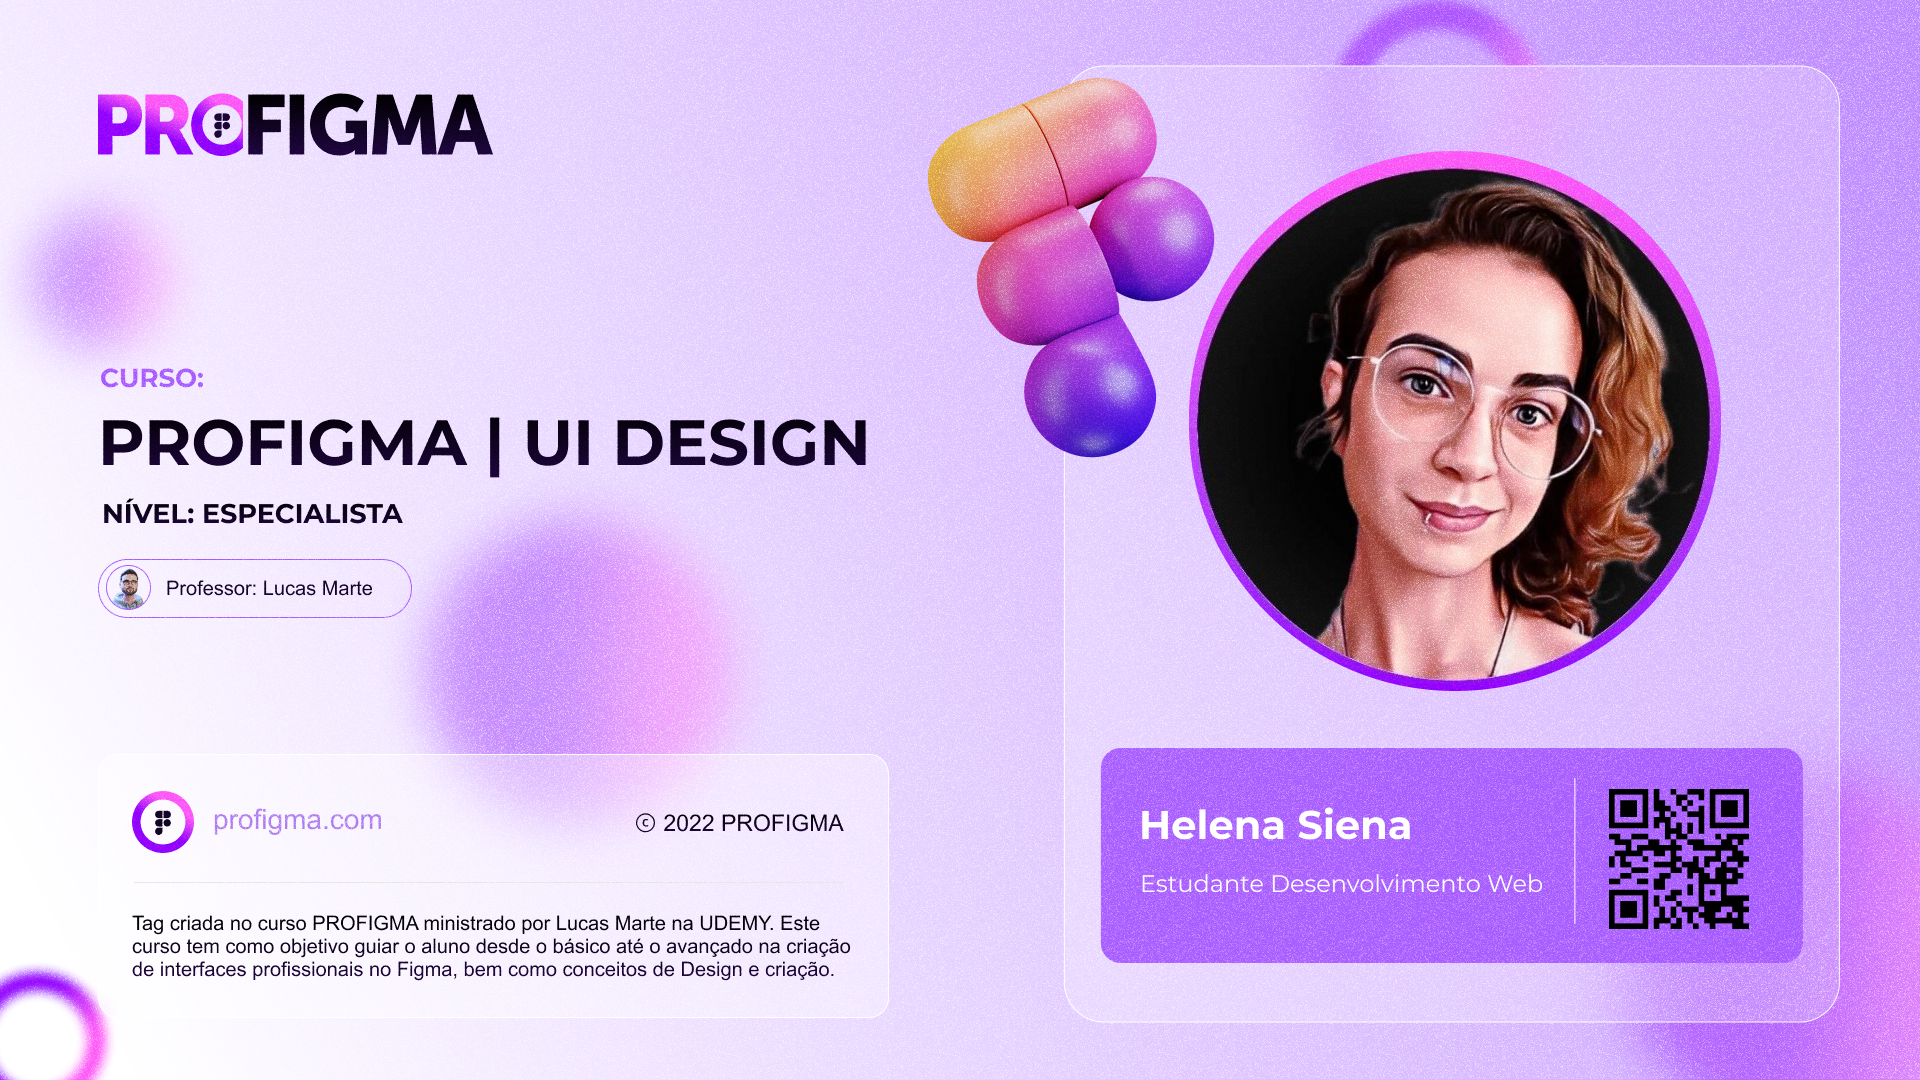 PROFIGMA
CURSO:
PROFIGMA | UI DESIGN
NÍVEL: ESPECIALISTA
Professor: Lucas Marte
profigma.com
© 2022 PROFIGMA
Tag criada no curso PROFIGMA ministrado por Lucas Marte na UDEMY. Este
curso tem como objetivo guiar o aluno desde o básico até o avançado na criação
de interfaces profissionais no Figma, bem como conceitos de Design e criação.
Helena Siena
Estudante Desenvolvimento Web